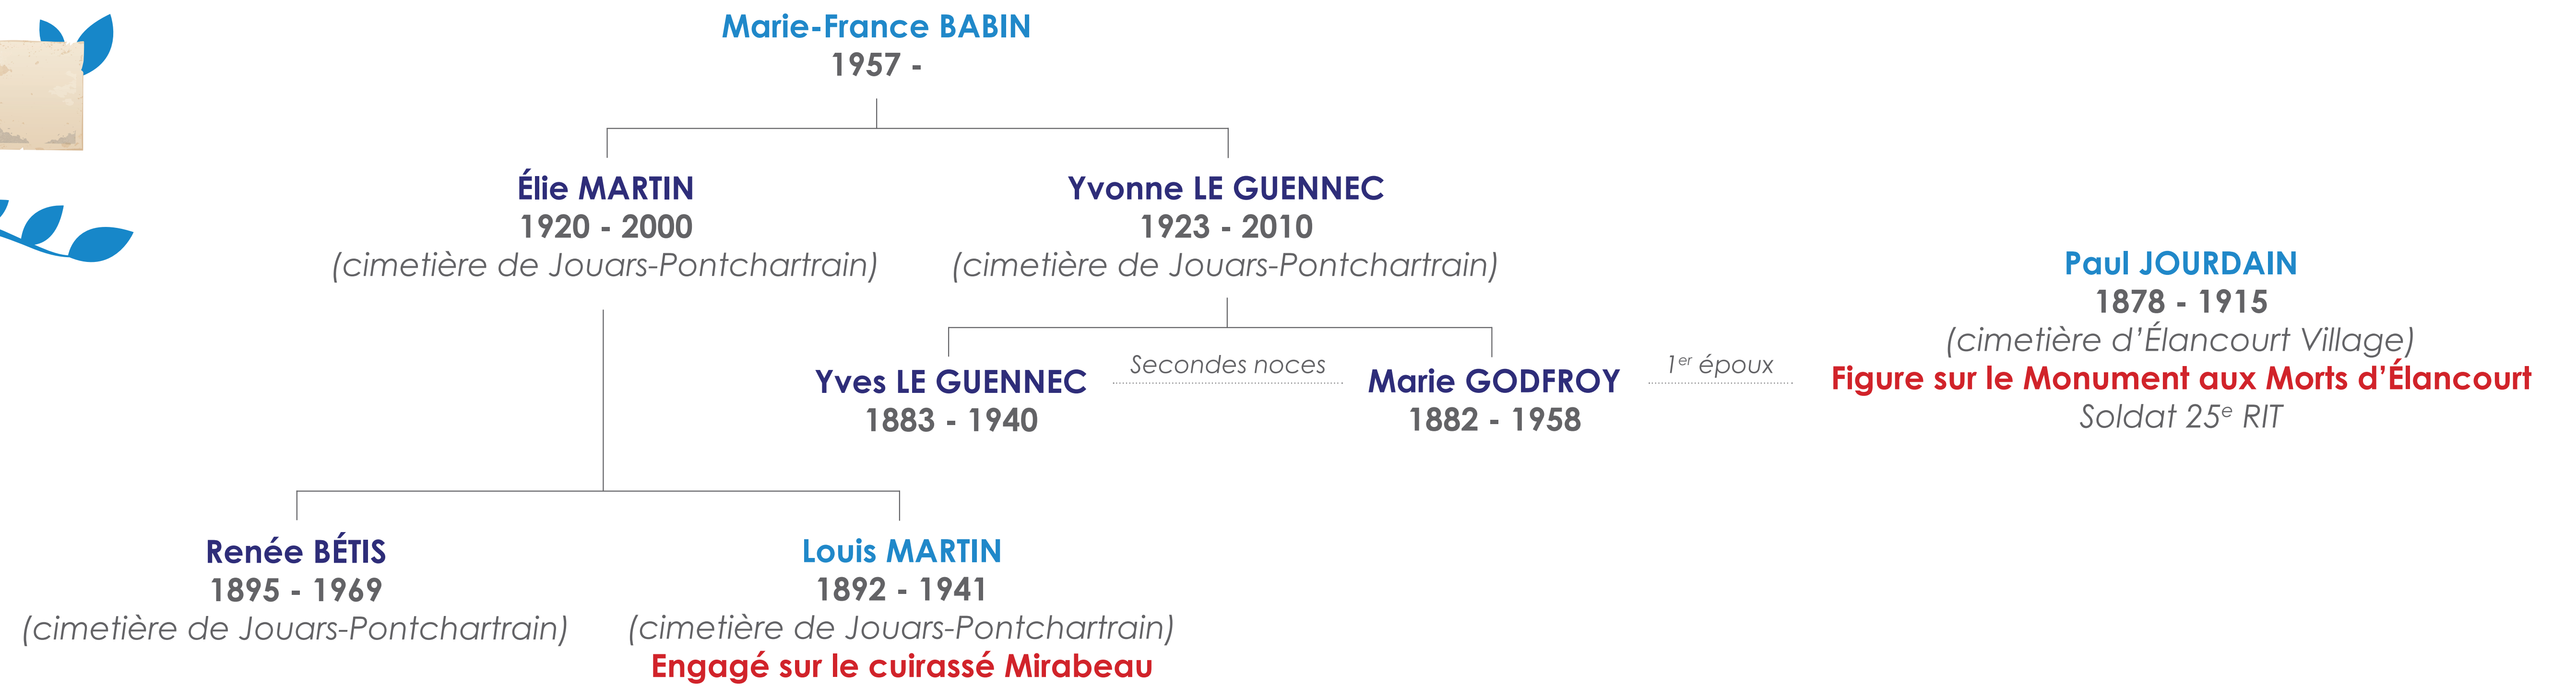 Marie-France BABIN
1957 -
Élie MARTIN
1920 - 2000
(cimetière de Jouars-Pontchartrain)
Yvonne LE GUENNEC
1923 - 2010
(cimetière de Jouars-Pontchartrain)
Paul JOURDAIN
1878 - 1915
(cimetière d’Élancourt Village)
Figure sur le Monument aux Morts d’Élancourt
Soldat 25e RIT
Yves LE GUENNEC
1883 - 1940
Secondes noces
Marie GODFROY
1882 - 1958
1er époux
Renée BÉTIS
1895 - 1969
(cimetière de Jouars-Pontchartrain)
Louis MARTIN
1892 - 1941
(cimetière de Jouars-Pontchartrain)
Engagé sur le cuirassé Mirabeau